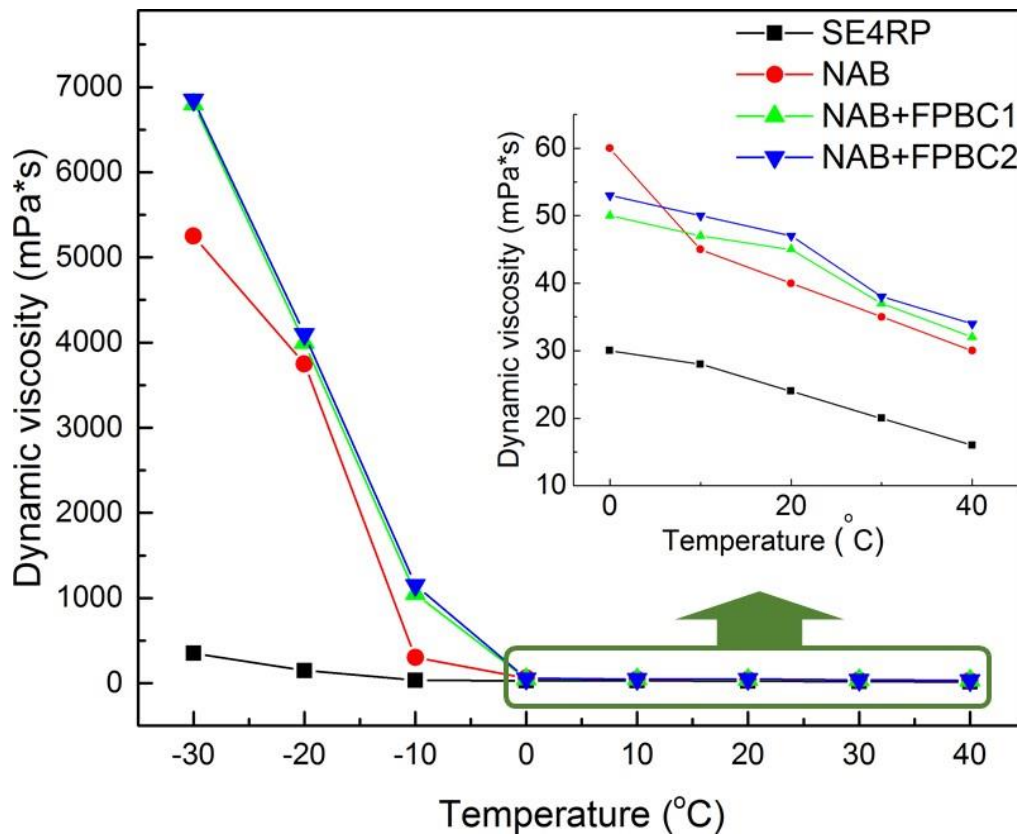 SE4RP
NAB
NAB+FPBC1
NAB+FPBC2
Dynamic viscosity (mPa*s)
7000
6000
5000
4000
3000
2000
1000
0
-30 -20 -10 0 10 20 30 40
Temperature (°C)
Dynamic viscosity (mPa*s)
60
50
40
30
20
10
0 20 40
Temperature (°C)